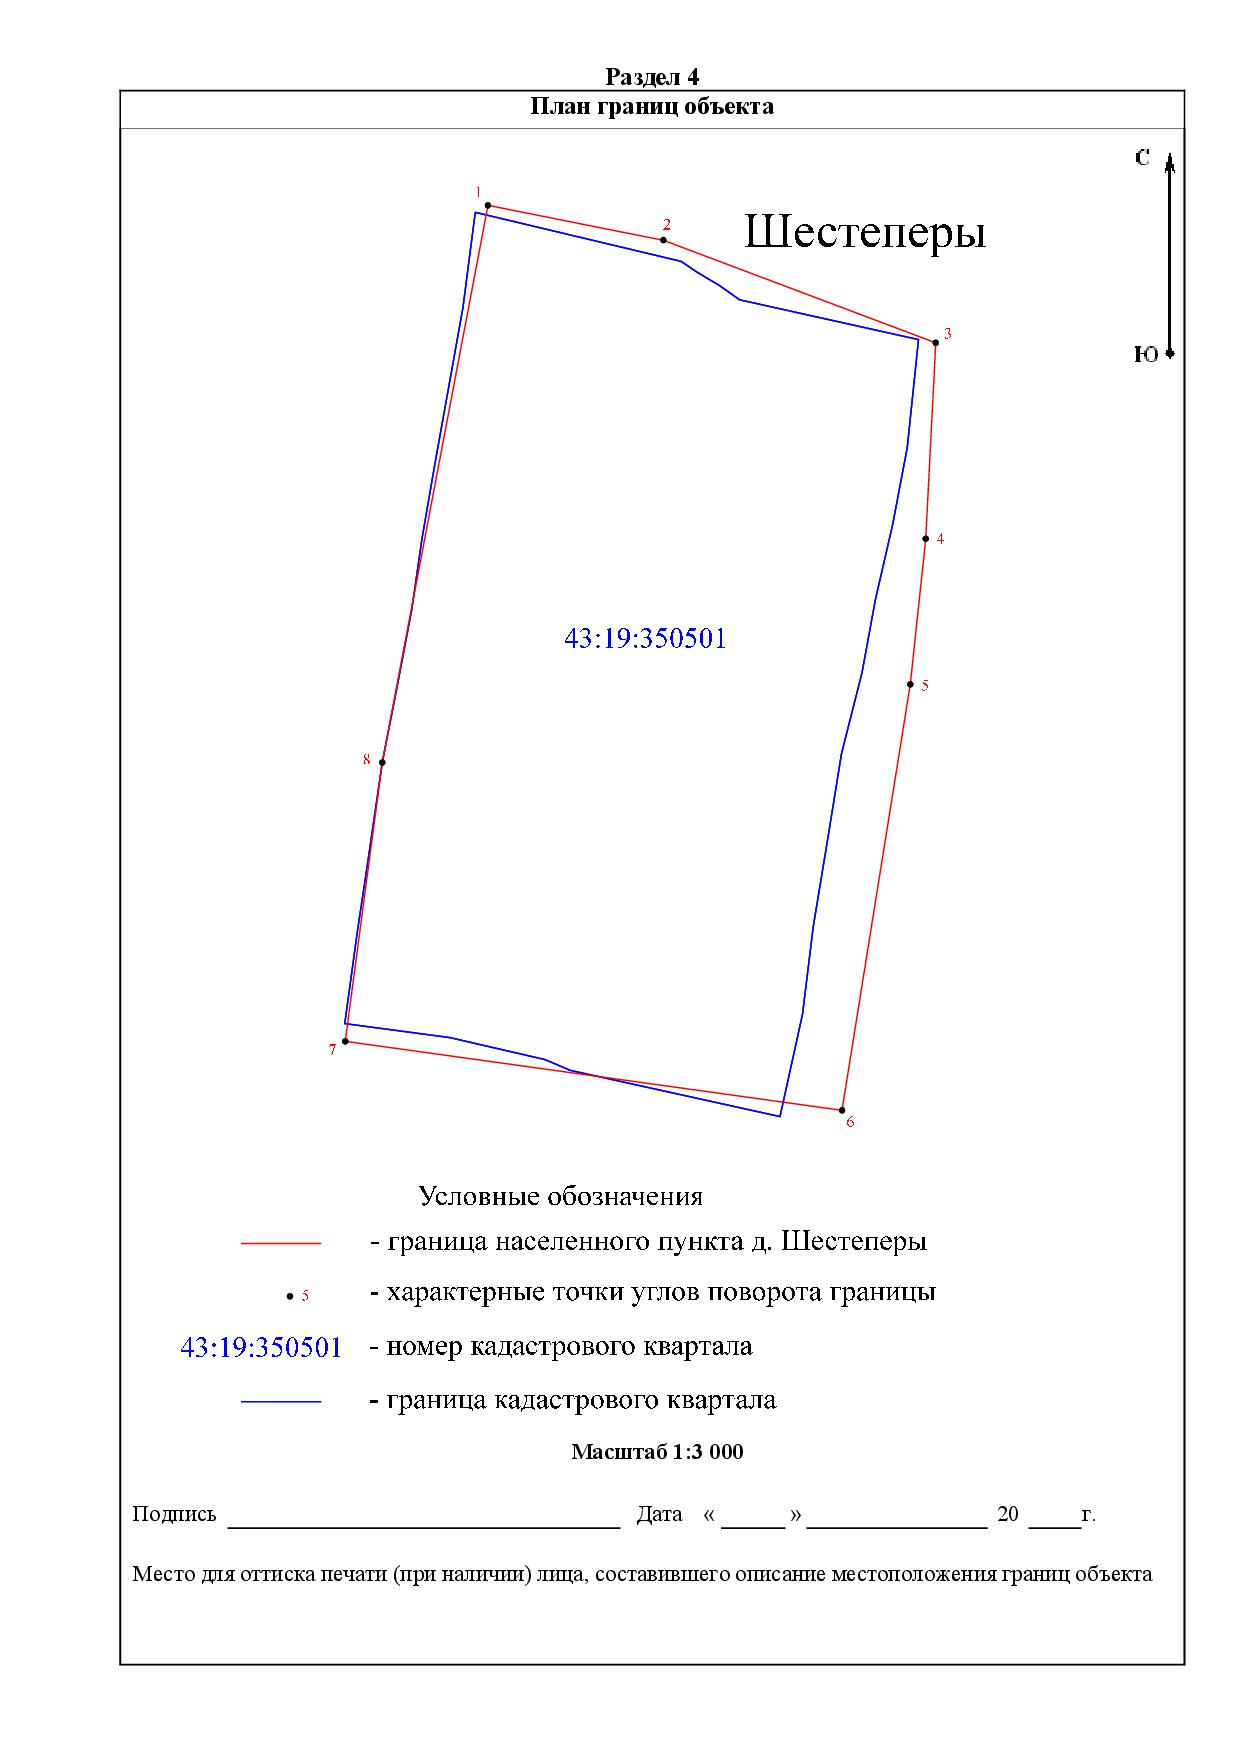 Раздел 4
План границ объекта
С
1
2
Шестеперы
3
Ю
4
43:19:350501
5
8
7
6
Условные обозначения
- граница населенного пункта д. Шестеперы
5 - характерные точки углов поворота границы
43:19:350501 - номер кадастрового квартала
- граница кадастрового квартала
Масштаб 1:3 000
Подпись Дата « » 20 г.
Место для оттиска печати (при наличии) лица, составившего описание местоположения границ объекта